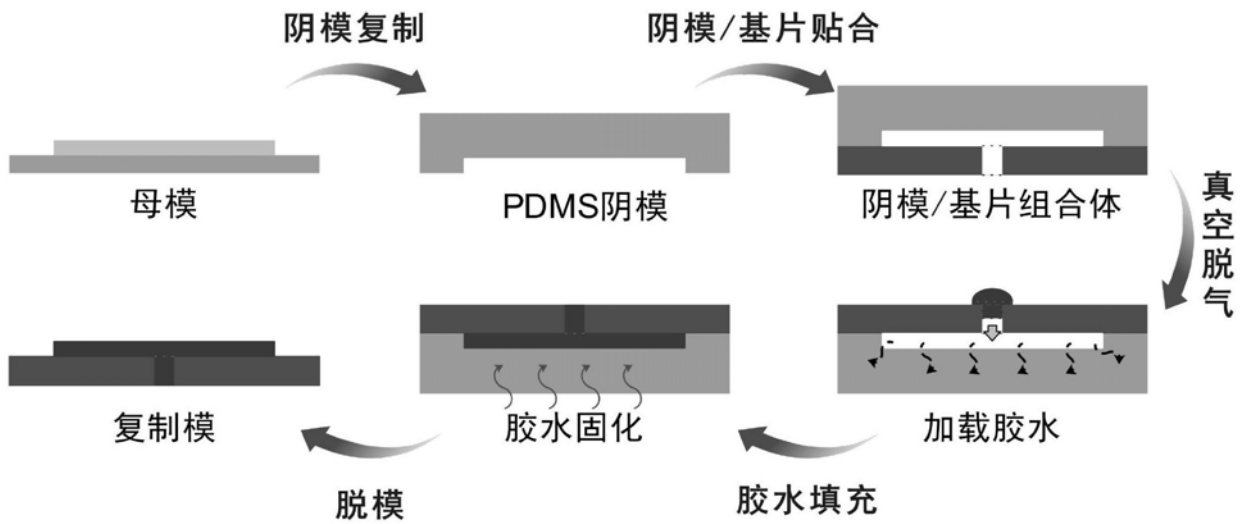 阴模复制
阴模/基片贴合
母模
PDMS阴模
阴模/基片组合体
真空脱气
复制模
胶水固化
加载胶水
脱模
胶水填充